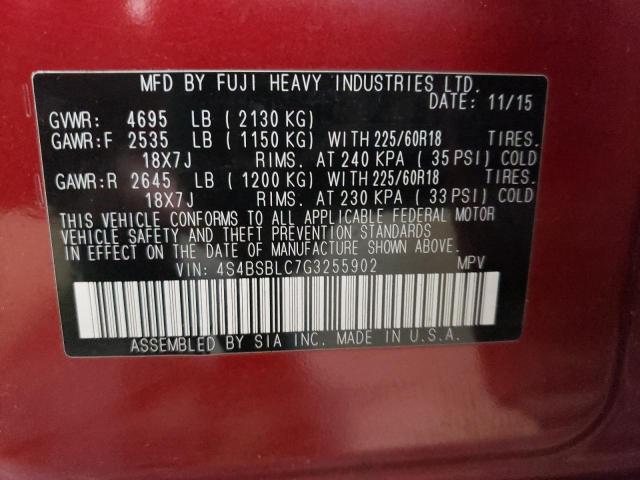 MFD BY FUJI HEAVY INDUSTRIES LTD.
DATE: 11/15
GVWR: 4695 LB (2130 KG)
GAWR:F 2535 LB (1150 KG) WITH 225/60R18 TIRES.
18X7J RIMS. AT 240 KPA (35 PSI) COLD
GAWR:R 2645 LB (1200 KG) WITH 225/60R18 TIRES.
18X7J RIMS. AT 230 KPA (33 PSI) COLD
THIS VEHICLE CONFORMS TO ALL APPLICABLE FEDERAL MOTOR
VEHICLE SAFETY AND THEFT PREVENTION STANDARDS
IN EFFECT ON THE DATE OF MANUFACTURE SHOWN ABOVE.
VIN: 4S4BSBLC7G3255902 MPV
ASSEMBLED BY SIA INC. MADE IN U.S.A.